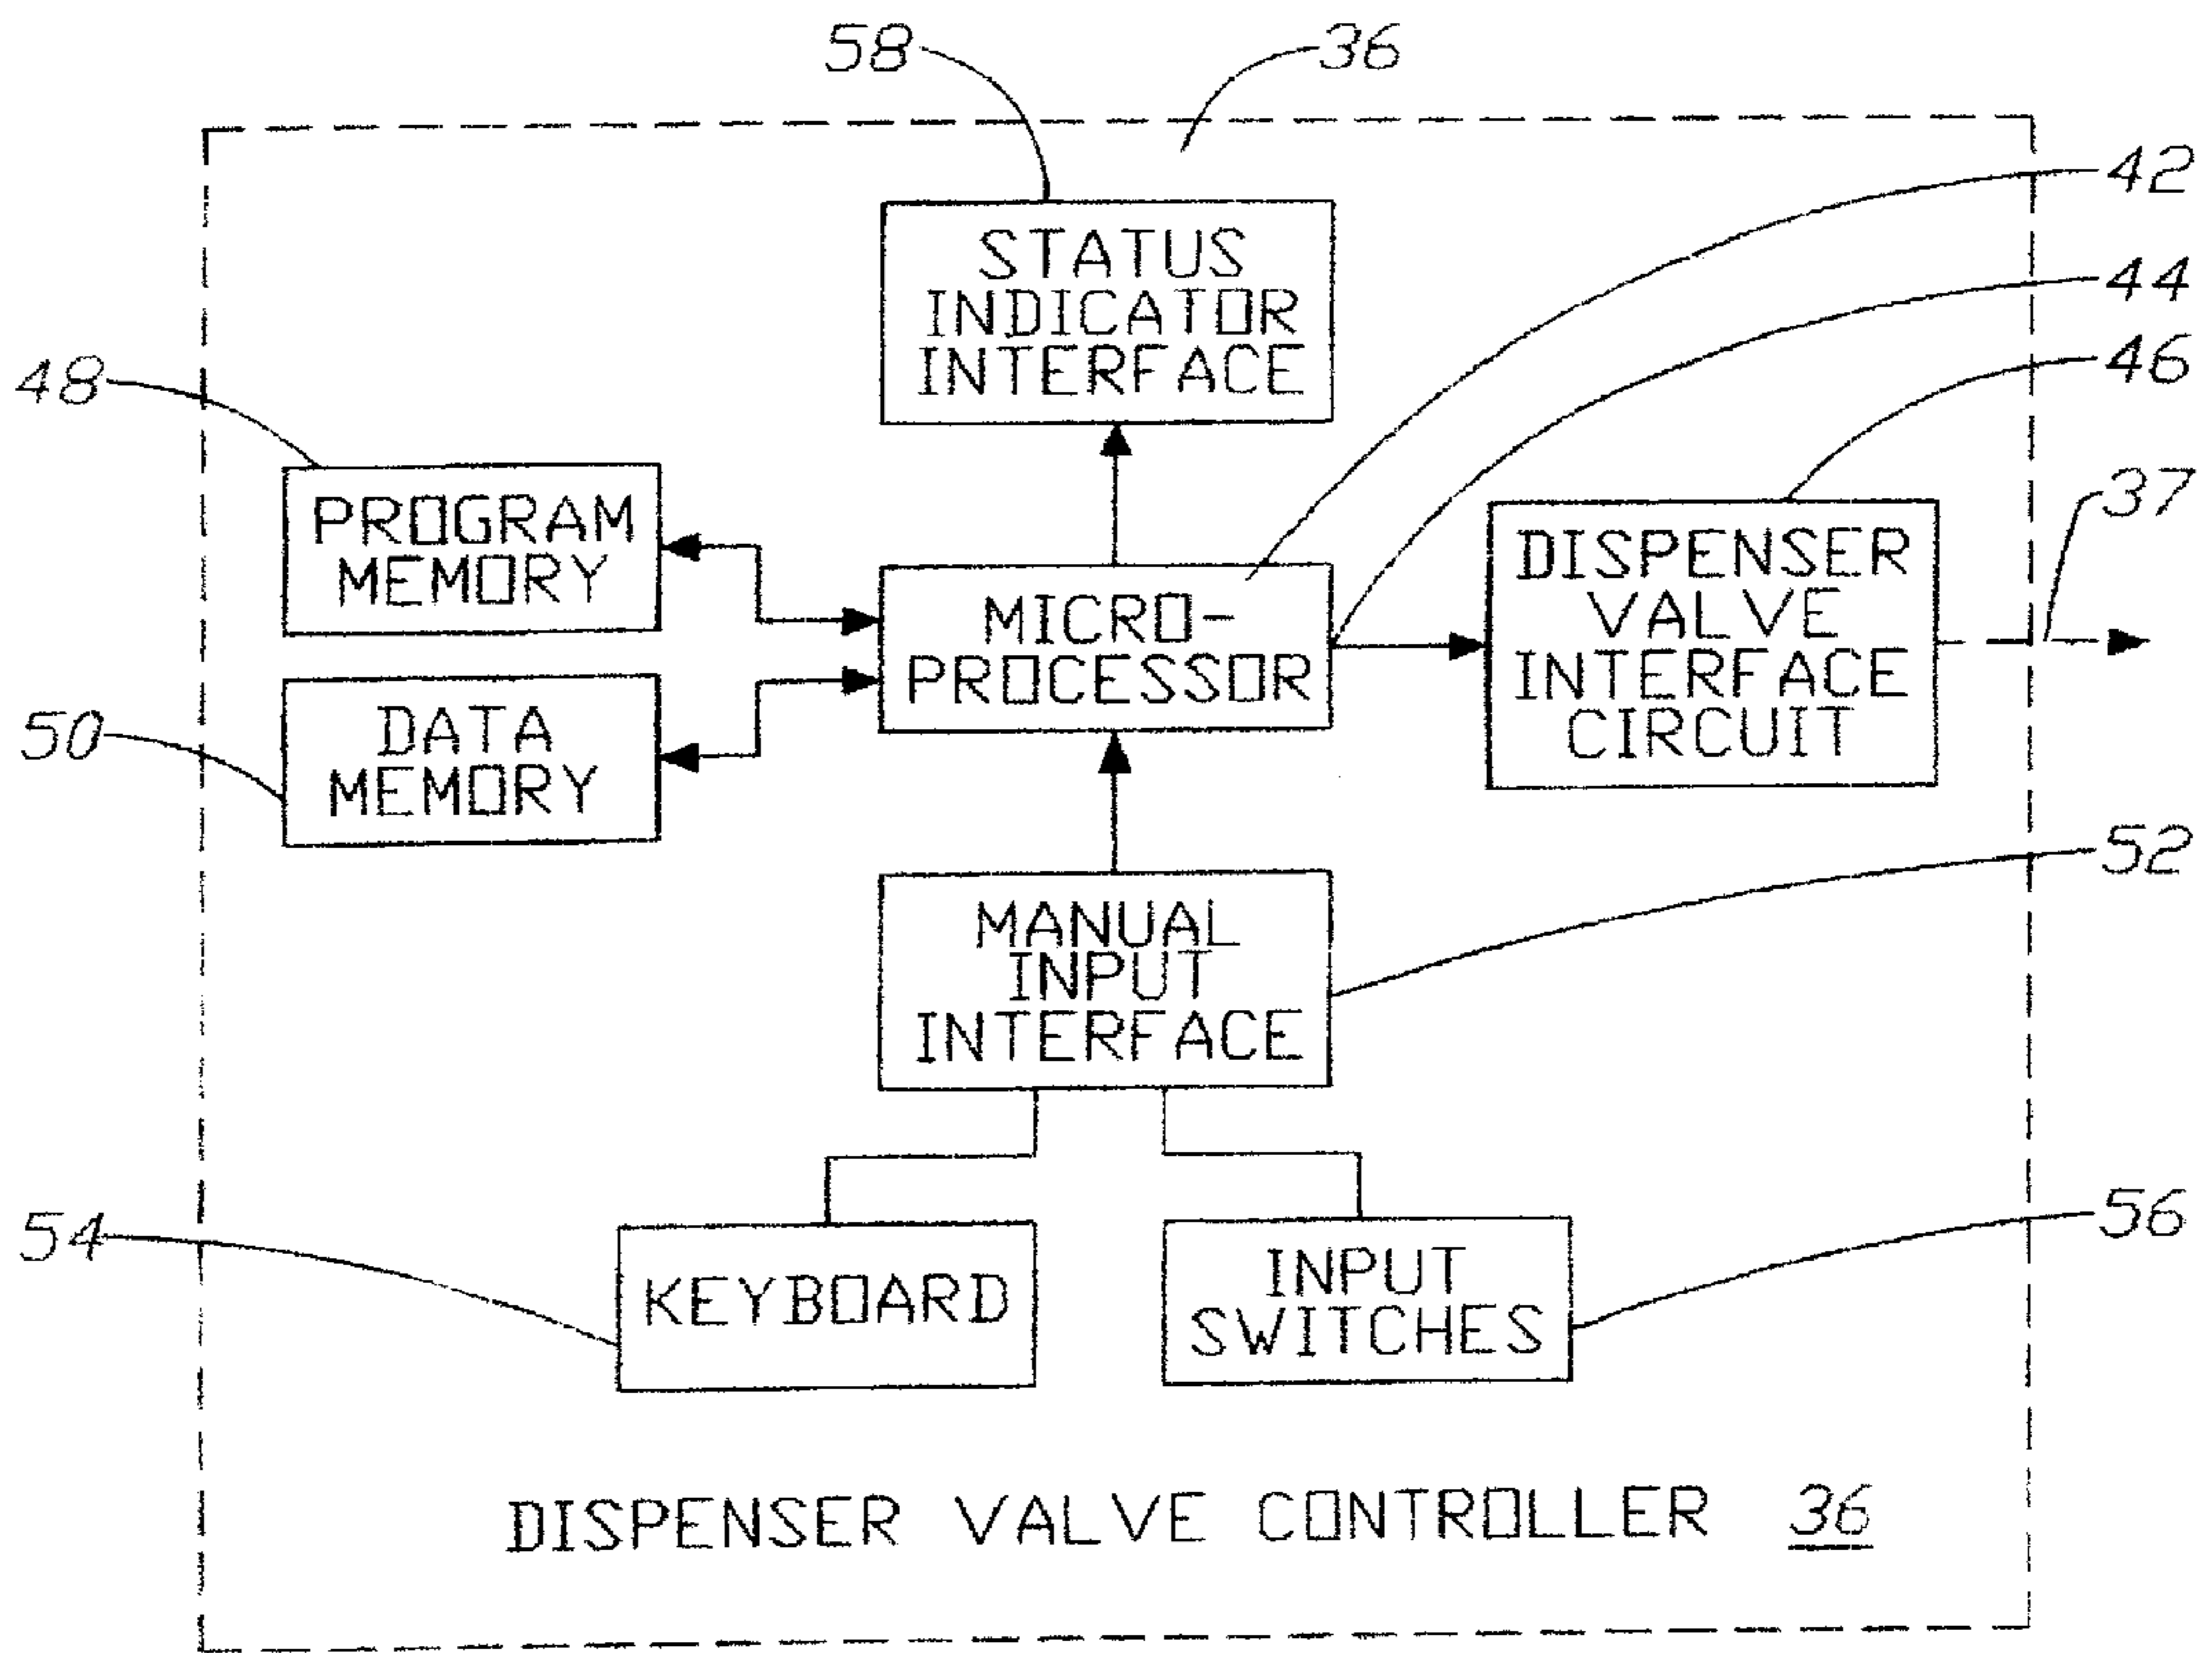 58
36
42
STATUS
INDICATOR
INTERFACE
44
46
48
PROGRAM
MEMORY
37
DISPENSER
VALVE
INTERFACE
CIRCUIT
MICRO-
PROCESSOR
50
DATA
MEMORY
52
MANUAL
INPUT
INTERFACE
54
KEYBOARD
56
INPUT
SWITCHES
DISPENSER VALVE CONTROLLER 36